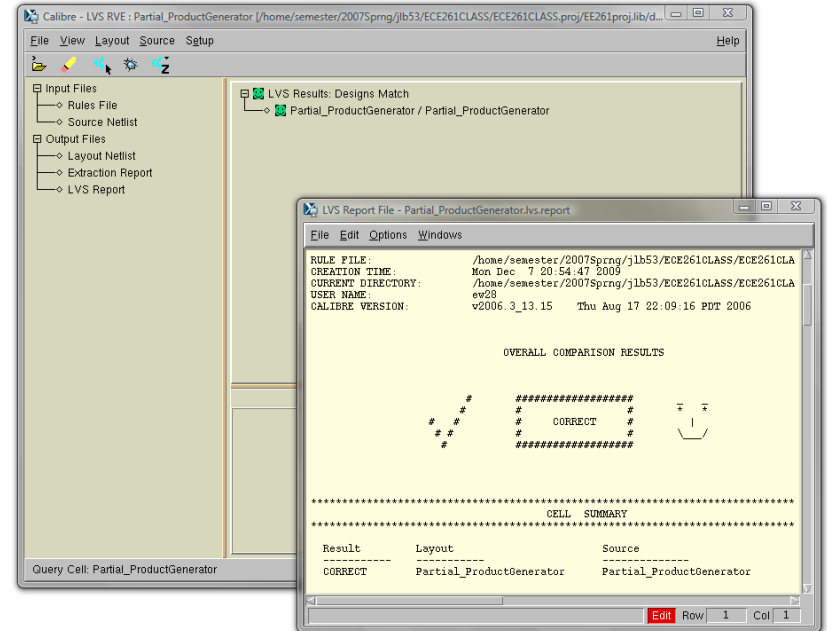 Calibre - LVS RVE : Partial_ProductGenerator [/home/semester/2007Sprng/jlb53/ECE261CLASS/ECE261CLASS.proj/EE261proj.lib/d...
File View Layout Source Setup Help
Input Files
Rules File
Source Netlist
Output Files
Layout Netlist
Extraction Report
LVS Report
LVS Results: Designs Match
Partial_ProductGenerator / Partial_ProductGenerator
Query Cell: Partial_ProductGenerator
LVS Report File - Partial_ProductGenerator.lvs.report
File Edit Options Windows
RULE FILE: /home/semester/2007Sprng/jlb53/ECE261CLASS/ECE261CLA
CREATION TIME: Mon Dec 7 20:54:47 2009
CURRENT DIRECTORY: /home/semester/2007Sprng/jlb53/ECE261CLASS/ECE261CLA
USER NAME: ew28
CALIBRE VERSION: v2006.3_13.15 Thu Aug 17 22:09:16 PDT 2006
OVERALL COMPARISON RESULTS
# ################### _ _
# # # * *
# # # CORRECT # |
# # # # \___/
# ###################
******************************************************************************
CELL SUMMARY
******************************************************************************
Result Layout Source
----------- ----------- --------------
CORRECT Partial_ProductGenerator Partial_ProductGenerator
Edit Row 1 Col 1